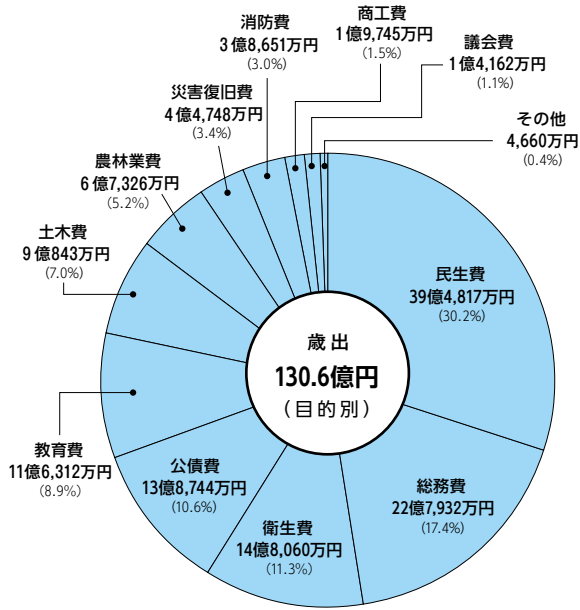 消防費
3億8,651万円
(3.0%)
商工費
1億9,745万円
(1.5%)
議会費
1億4,162万円
(1.1%)
その他
4,660万円
(0.4%)
災害復旧費
4億4,748万円
(3.4%)
農林業費
6億7,326万円
(5.2%)
土木費
9億843万円
(7.0%)
民生費
39億4,817万円
(30.2%)
歳出
130.6億円
(目的別)
教育費
11億6,312万円
(8.9%)
公債費
13億8,744万円
(10.6%)
衛生費
14億8,060万円
(11.3%)
総務費
22億7,932万円
(17.4%)